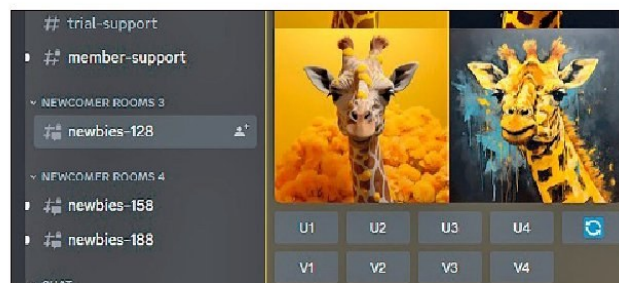 # trial-support
# member-support
NEWCOMER ROOMS 3
newbies-128
NEWCOMER ROOMS 4
newbies-158
newbies-188
CHAT
U1 U2 U3 U4
V1 V2 V3 V4